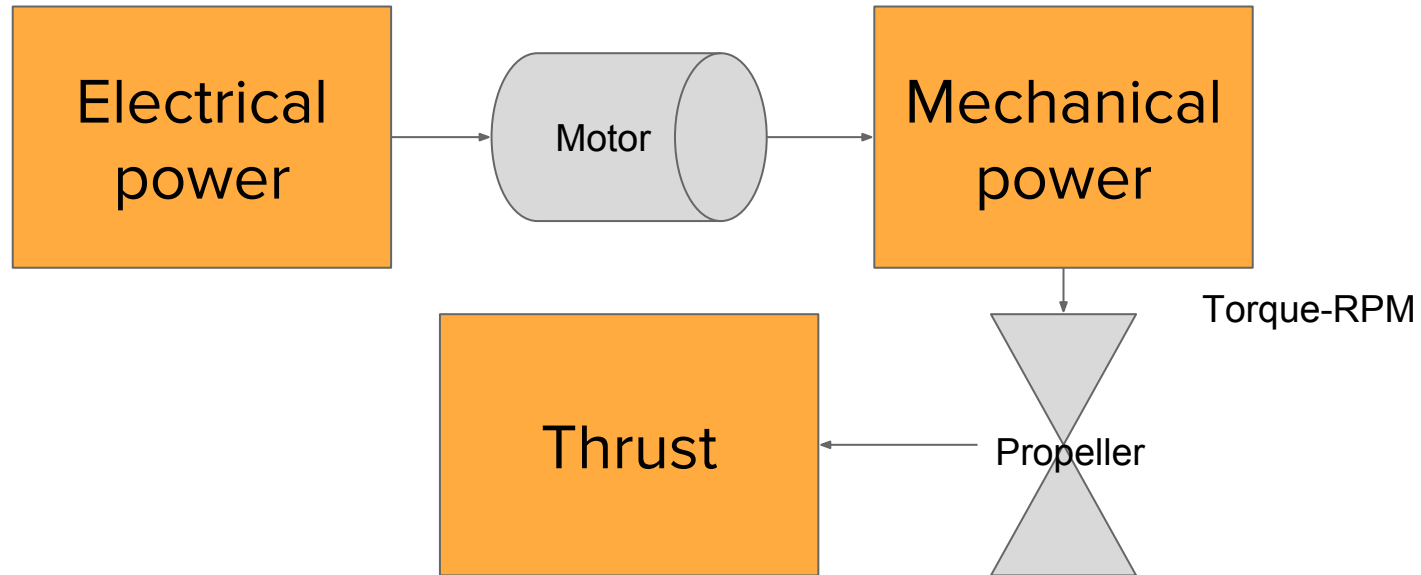 Electrical
power
Motor
Mechanical
power
Torque-RPM
Propeller
Thrust